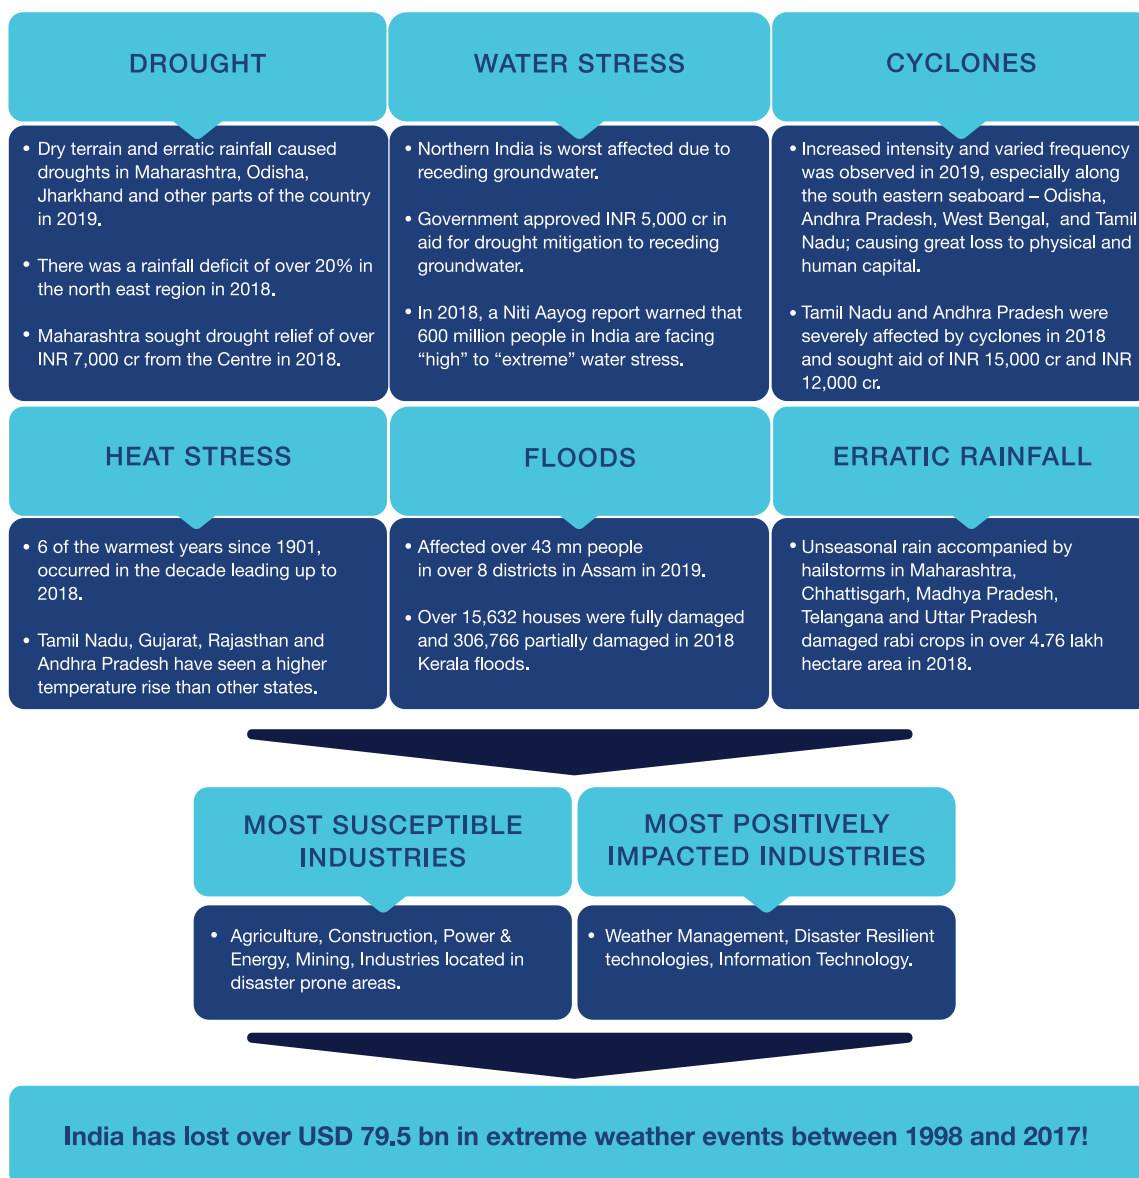 DROUGHT
• Dry terrain and erratic rainfall caused
droughts in Maharashtra, Odisha,
Jharkhand and other parts of the country
in 2019.
• There was a rainfall deficit of over 20% in
the north east region in 2018.
• Maharashtra sought drought relief of over
INR 7,000 cr from the Centre in 2018.
WATER STRESS
• Northern India is worst affected due to
receding groundwater.
• Government approved INR 5,000 cr in
aid for drought mitigation to receding
groundwater.
• In 2018, a Niti Aayog report warned that
600 million people in India are facing
“high” to “extreme” water stress.
CYCLONES
• Increased intensity and varied frequency
was observed in 2019, especially along
the south eastern seaboard – Odisha,
Andhra Pradesh, West Bengal, and Tamil
Nadu; causing great loss to physical and
human capital.
• Tamil Nadu and Andhra Pradesh were
severely affected by cyclones in 2018
and sought aid of INR 15,000 cr and INR
12,000 cr.
HEAT STRESS
• 6 of the warmest years since 1901,
occurred in the decade leading up to
2018.
• Tamil Nadu, Gujarat, Rajasthan and
Andhra Pradesh have seen a higher
temperature rise than other states.
FLOODS
• Affected over 43 mn people
in over 8 districts in Assam in 2019.
• Over 15,632 houses were fully damaged
and 306,766 partially damaged in 2018
Kerala floods.
ERRATIC RAINFALL
• Unseasonal rain accompanied by
hailstorms in Maharashtra,
Chhattisgarh, Madhya Pradesh,
Telangana and Uttar Pradesh
damaged rabi crops in over 4.76 lakh
hectare area in 2018.
MOST SUSCEPTIBLE
INDUSTRIES
• Agriculture, Construction, Power &
Energy, Mining, Industries located in
disaster prone areas.
MOST POSITIVELY
IMPACTED INDUSTRIES
• Weather Management, Disaster Resilient
technologies, Information Technology.
India has lost over USD 79.5 bn in extreme weather events between 1998 and 2017!